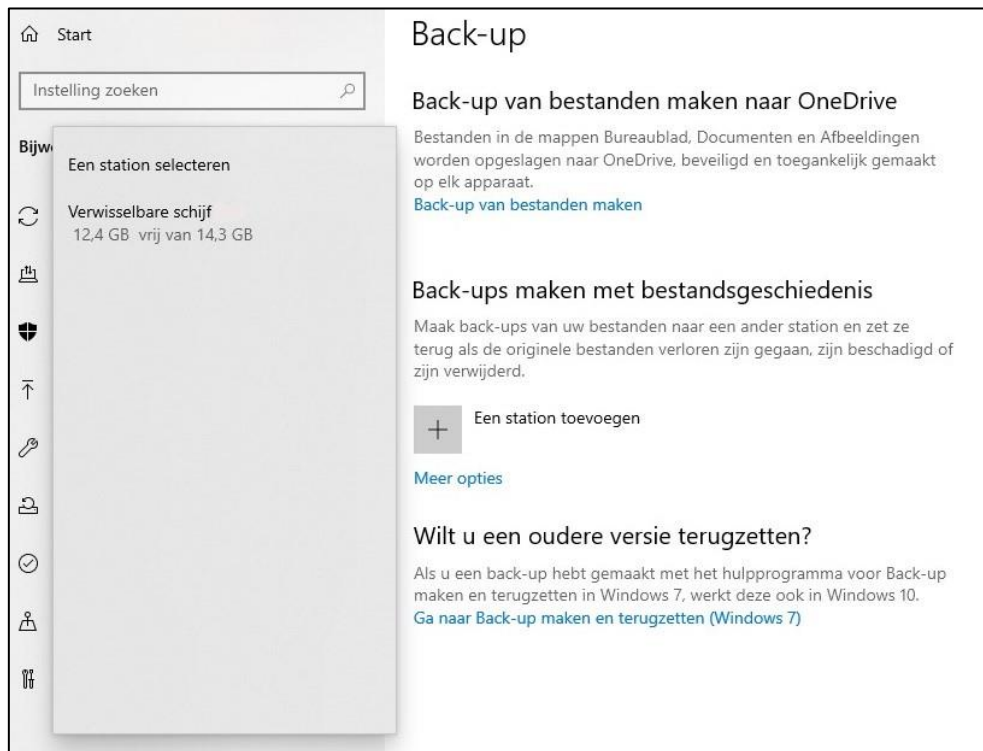 Start
Instelling zoeken
Bijw
Een station selecteren
Verwisselbare schijf
12,4 GB vrij van 14,3 GB
Back-up
Back-up van bestanden maken naar OneDrive
Bestanden in de mappen Bureaublad, Documenten en Afbeeldingen
worden opgeslagen naar OneDrive, beveiligd en toegankelijk gemaakt
op elk apparaat.
Back-up van bestanden maken
Back-ups maken met bestandsgeschiedenis
Maak back-ups van uw bestanden naar een ander station en zet ze
terug als de originele bestanden verloren zijn gegaan, zijn beschadigd of
zijn verwijderd.
Een station toevoegen
Meer opties
Wilt u een oudere versie terugzetten?
Als u een back-up hebt gemaakt met het hulpprogramma voor Back-up
maken en terugzetten in Windows 7, werkt deze ook in Windows 10.
Ga naar Back-up maken en terugzetten (Windows 7)